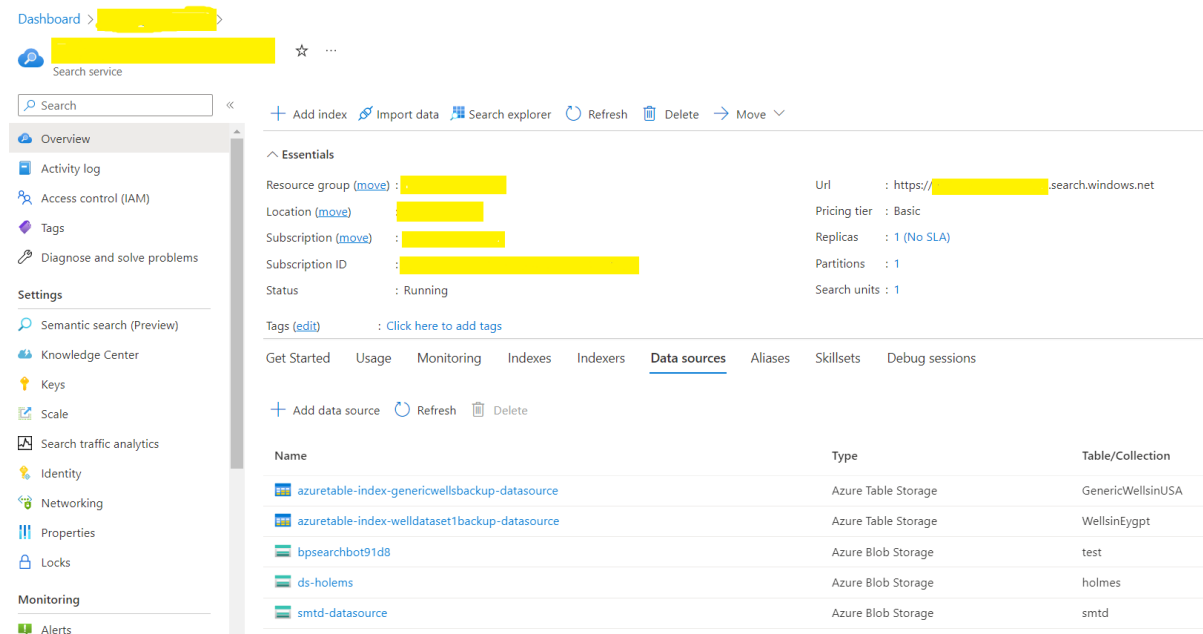 Dashboard > >
Search service
Search «
Overview
Activity log
Access control (IAM)
Tags
Diagnose and solve problems
Settings
Semantic search (Preview)
Knowledge Center
Keys
Scale
Search traffic analytics
Identity
Networking
Properties
Locks
Monitoring
Alerts
Add index Import data Search explorer Refresh Delete Move
Essentials
Resource group (move) :
Location (move) :
Subscription (move) :
Subscription ID :
Status : Running
Url : https:// .search.windows.net
Pricing tier : Basic
Replicas : 1 (No SLA)
Partitions : 1
Search units : 1
Tags (edit) : Click here to add tags
Get Started Usage Monitoring Indexes Indexers Data sources Aliases Skillsets Debug sessions
Add data source Refresh Delete
Name Type Table/Collection
azuretable-index-genericwellsbackup-datasource Azure Table Storage GenericWellsinUSA
azuretable-index-welldataset1backup-datasource Azure Table Storage WellsinEygpt
bpsearchbot91d8 Azure Blob Storage test
ds-holems Azure Blob Storage holmes
smtd-datasource Azure Blob Storage smtd